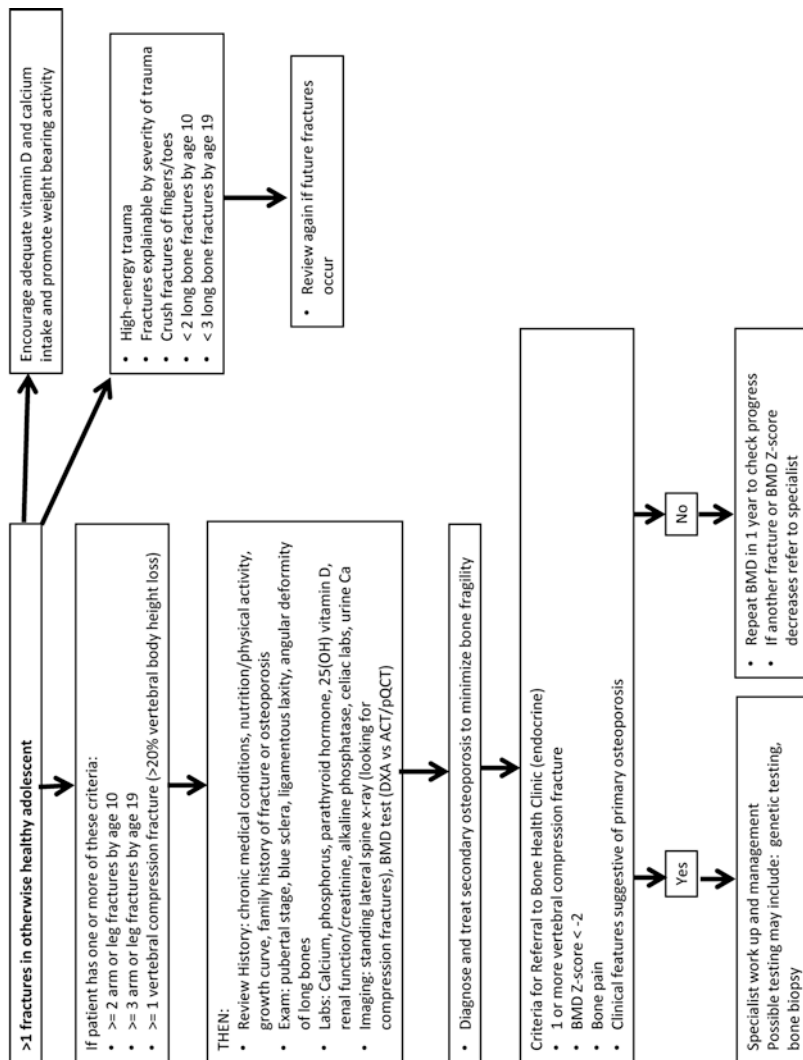 >1 fractures in otherwise healthy adolescent
Encourage adequate vitamin D and calcium
intake and promote weight bearing activity
If patient has one or more of these criteria:
• >= 2 arm or leg fractures by age 10
• >= 3 arm or leg fractures by age 19
• >= 1 vertebral compression fracture (>20% vertebral body height loss)
• High-energy trauma
• Fractures explainable by severity of trauma
• Crush fractures of fingers/toes
• < 2 long bone fractures by age 10
• < 3 long bone fractures by age 19
• Review again if future fractures
occur
THEN:
• Review History: chronic medical conditions, nutrition/physical activity,
growth curve, family history of fracture or osteoporosis
• Exam: pubertal stage, blue sclera, ligamentous laxity, angular deformity
of long bones
• Labs: Calcium, phosphorus, parathyroid hormone, 25(OH) vitamin D,
renal function/creatinine, alkaline phosphatase, celiac labs, urine Ca
• Imaging: standing lateral spine x-ray (looking for
compression fractures), BMD test (DXA vs ACT/pQCT)
• Diagnose and treat secondary osteoporosis to minimize bone fragility
Criteria for Referral to Bone Health Clinic (endocrine)
• 1 or more vertebral compression fracture
• BMD Z-score < -2
• Bone pain
• Clinical features suggestive of primary osteoporosis
Yes
No
Specialist work up and management
Possible testing may include: genetic testing,
bone biopsy
• Repeat BMD in 1 year to check progress
• If another fracture or BMD Z-score
decreases refer to specialist